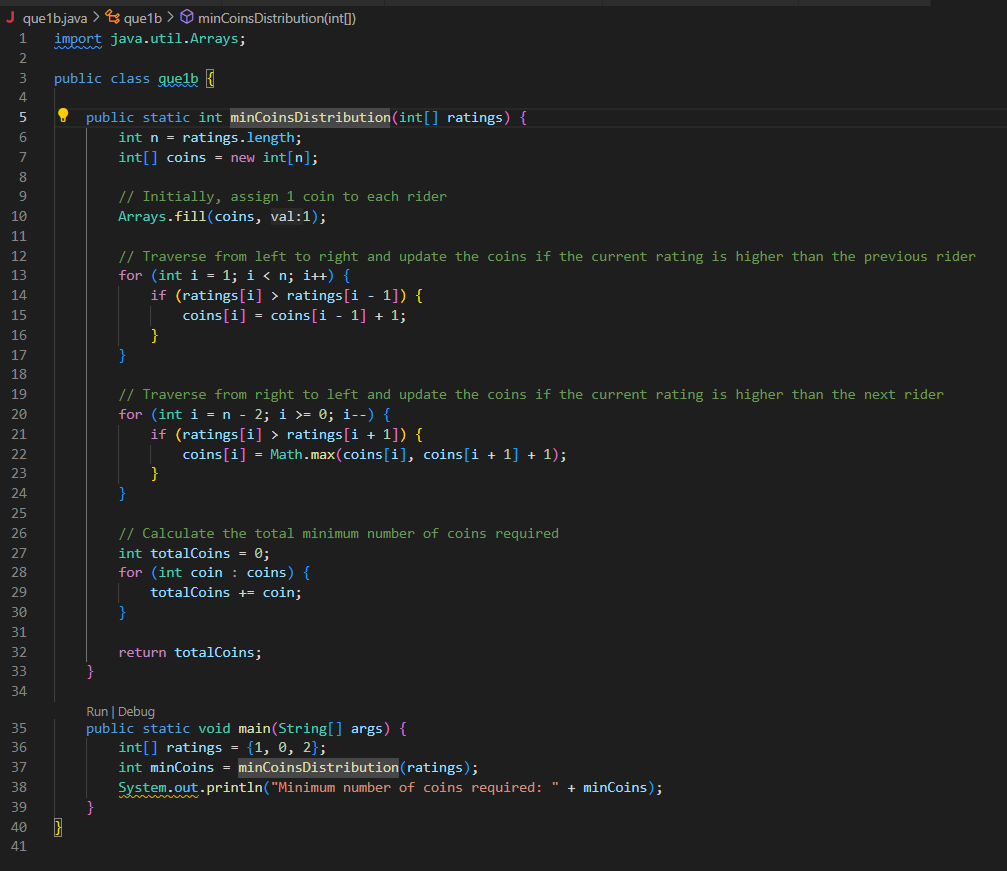 J que1b.java > que1b > minCoinsDistribution(int[])
1 import java.util.Arrays;
2
3 public class que1b {
4
5 public static int minCoinsDistribution(int[] ratings) {
6 int n = ratings.length;
7 int[] coins = new int[n];
8
9 // Initially, assign 1 coin to each rider
10 Arrays.fill(coins, val:1);
11
12 // Traverse from left to right and update the coins if the current rating is higher than the previous rider
13 for (int i = 1; i < n; i++) {
14 if (ratings[i] > ratings[i - 1]) {
15 coins[i] = coins[i - 1] + 1;
16 }
17 }
18
19 // Traverse from right to left and update the coins if the current rating is higher than the next rider
20 for (int i = n - 2; i >= 0; i--) {
21 if (ratings[i] > ratings[i + 1]) {
22 coins[i] = Math.max(coins[i], coins[i + 1] + 1);
23 }
24 }
25
26 // Calculate the total minimum number of coins required
27 int totalCoins = 0;
28 for (int coin : coins) {
29 totalCoins += coin;
30 }
31
32 return totalCoins;
33 }
34
Run | Debug
35 public static void main(String[] args) {
36 int[] ratings = {1, 0, 2};
37 int minCoins = minCoinsDistribution(ratings);
38 System.out.println("Minimum number of coins required: " + minCoins);
39 }
40 }
41